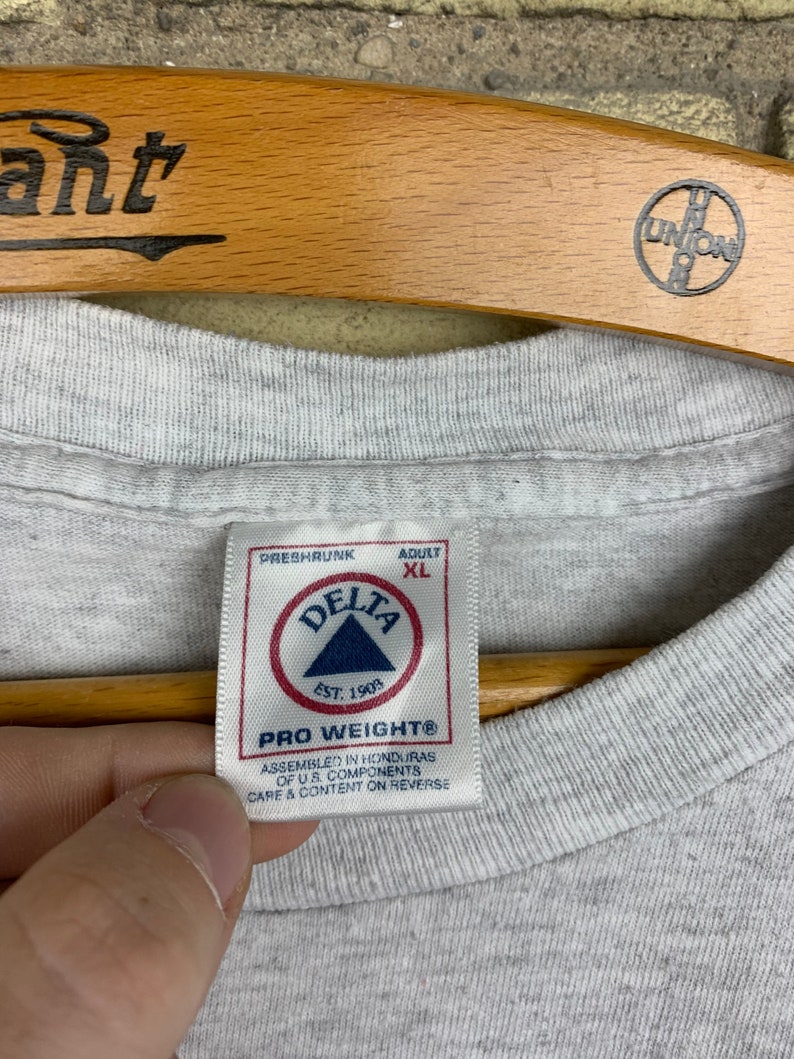 ant
UNION
UNION
PRESHRUNK ADULT
XL
DELTA
EST. 1903
PRO WEIGHT®
ASSEMBLED IN HONDURAS
OF U.S. COMPONENTS
CARE & CONTENT ON REVERSE